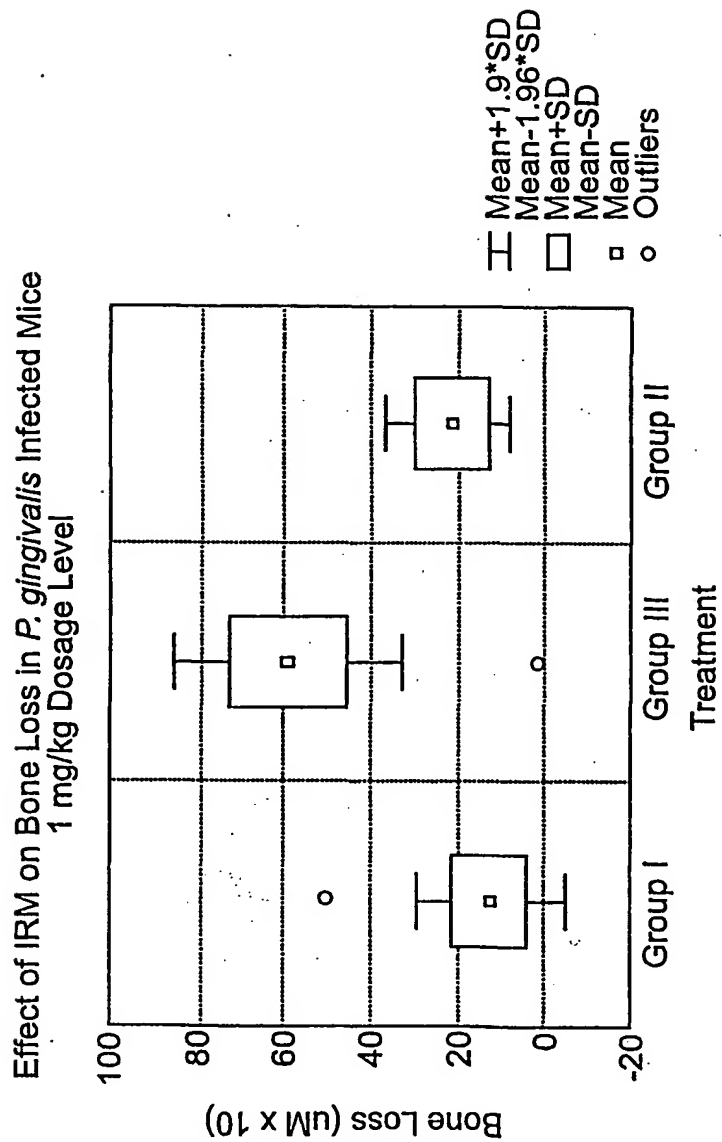 Effect of IRM on Bone Loss in P. gingivalis Infected Mice
1 mg/kg Dosage Level
Bone Loss (uM x 10)
100
80
60
40
20
0
-20
Group I
Group III
Group II
Treatment
Mean+1.9*SD
Mean-1.96*SD
Mean+SD
Mean-SD
Mean
Outliers